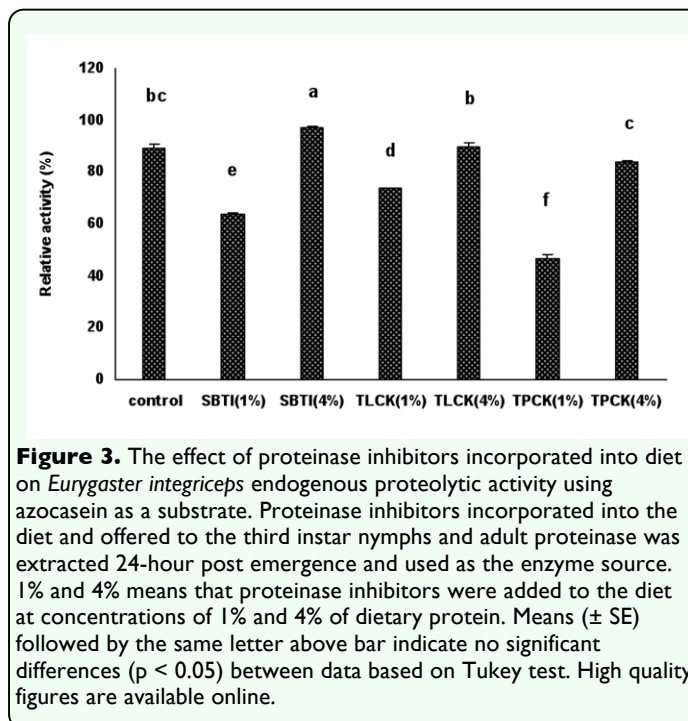 120
100
80
60
40
20
0
Relative activity (%)
bc
e
a
d
b
f
c
control SBTI(1%) SBTI(4%) TLCK(1%) TLCK(4%) TPCK(1%) TPCK(4%)
Figure 3. The effect of proteinase inhibitors incorporated into diet
on Eurygaster integriceps endogenous proteolytic activity using
azocasein as a substrate. Proteinase inhibitors incorporated into the
diet and offered to the third instar nymphs and adult proteinase was
extracted 24-hour post emergence and used as the enzyme source.
1% and 4% means that proteinase inhibitors were added to the diet
at concentrations of 1% and 4% of dietary protein. Means (± SE)
followed by the same letter above bar indicate no significant
differences (p < 0.05) between data based on Tukey test. High quality
figures are available online.